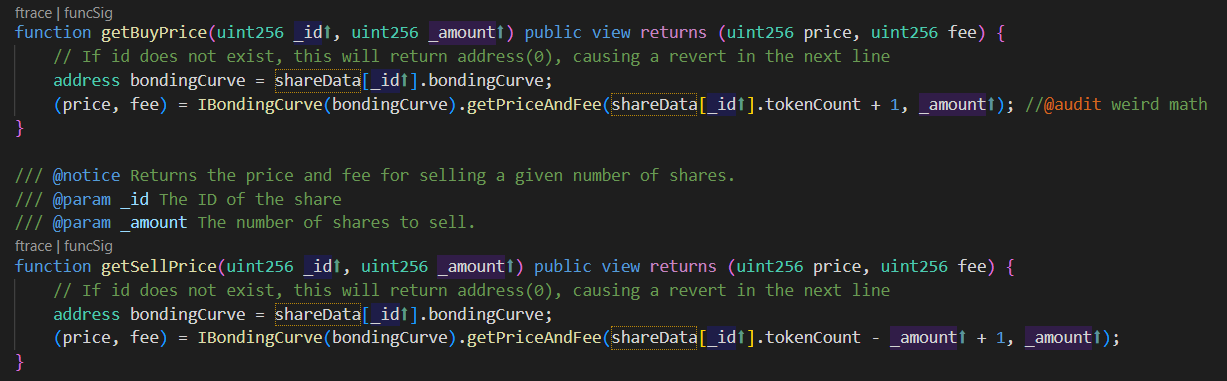 ftrace | funcSig
function getBuyPrice(uint256 _id↑, uint256 _amount↑) public view returns (uint256 price, uint256 fee) {
    // If id does not exist, this will return address(0), causing a revert in the next line
    address bondingCurve = shareData[_id↑].bondingCurve;
    (price, fee) = IBondingCurve(bondingCurve).getPriceAndFee(shareData[_id↑].tokenCount + 1, _amount↑); //@audit weird math
}
/// @notice Returns the price and fee for selling a given number of shares.
/// @param _id The ID of the share
/// @param _amount The number of shares to sell.
ftrace | funcSig
function getSellPrice(uint256 _id↑, uint256 _amount↑) public view returns (uint256 price, uint256 fee) {
    // If id does not exist, this will return address(0), causing a revert in the next line
    address bondingCurve = shareData[_id↑].bondingCurve;
    (price, fee) = IBondingCurve(bondingCurve).getPriceAndFee(shareData[_id↑].tokenCount - _amount↑ + 1, _amount↑);
}